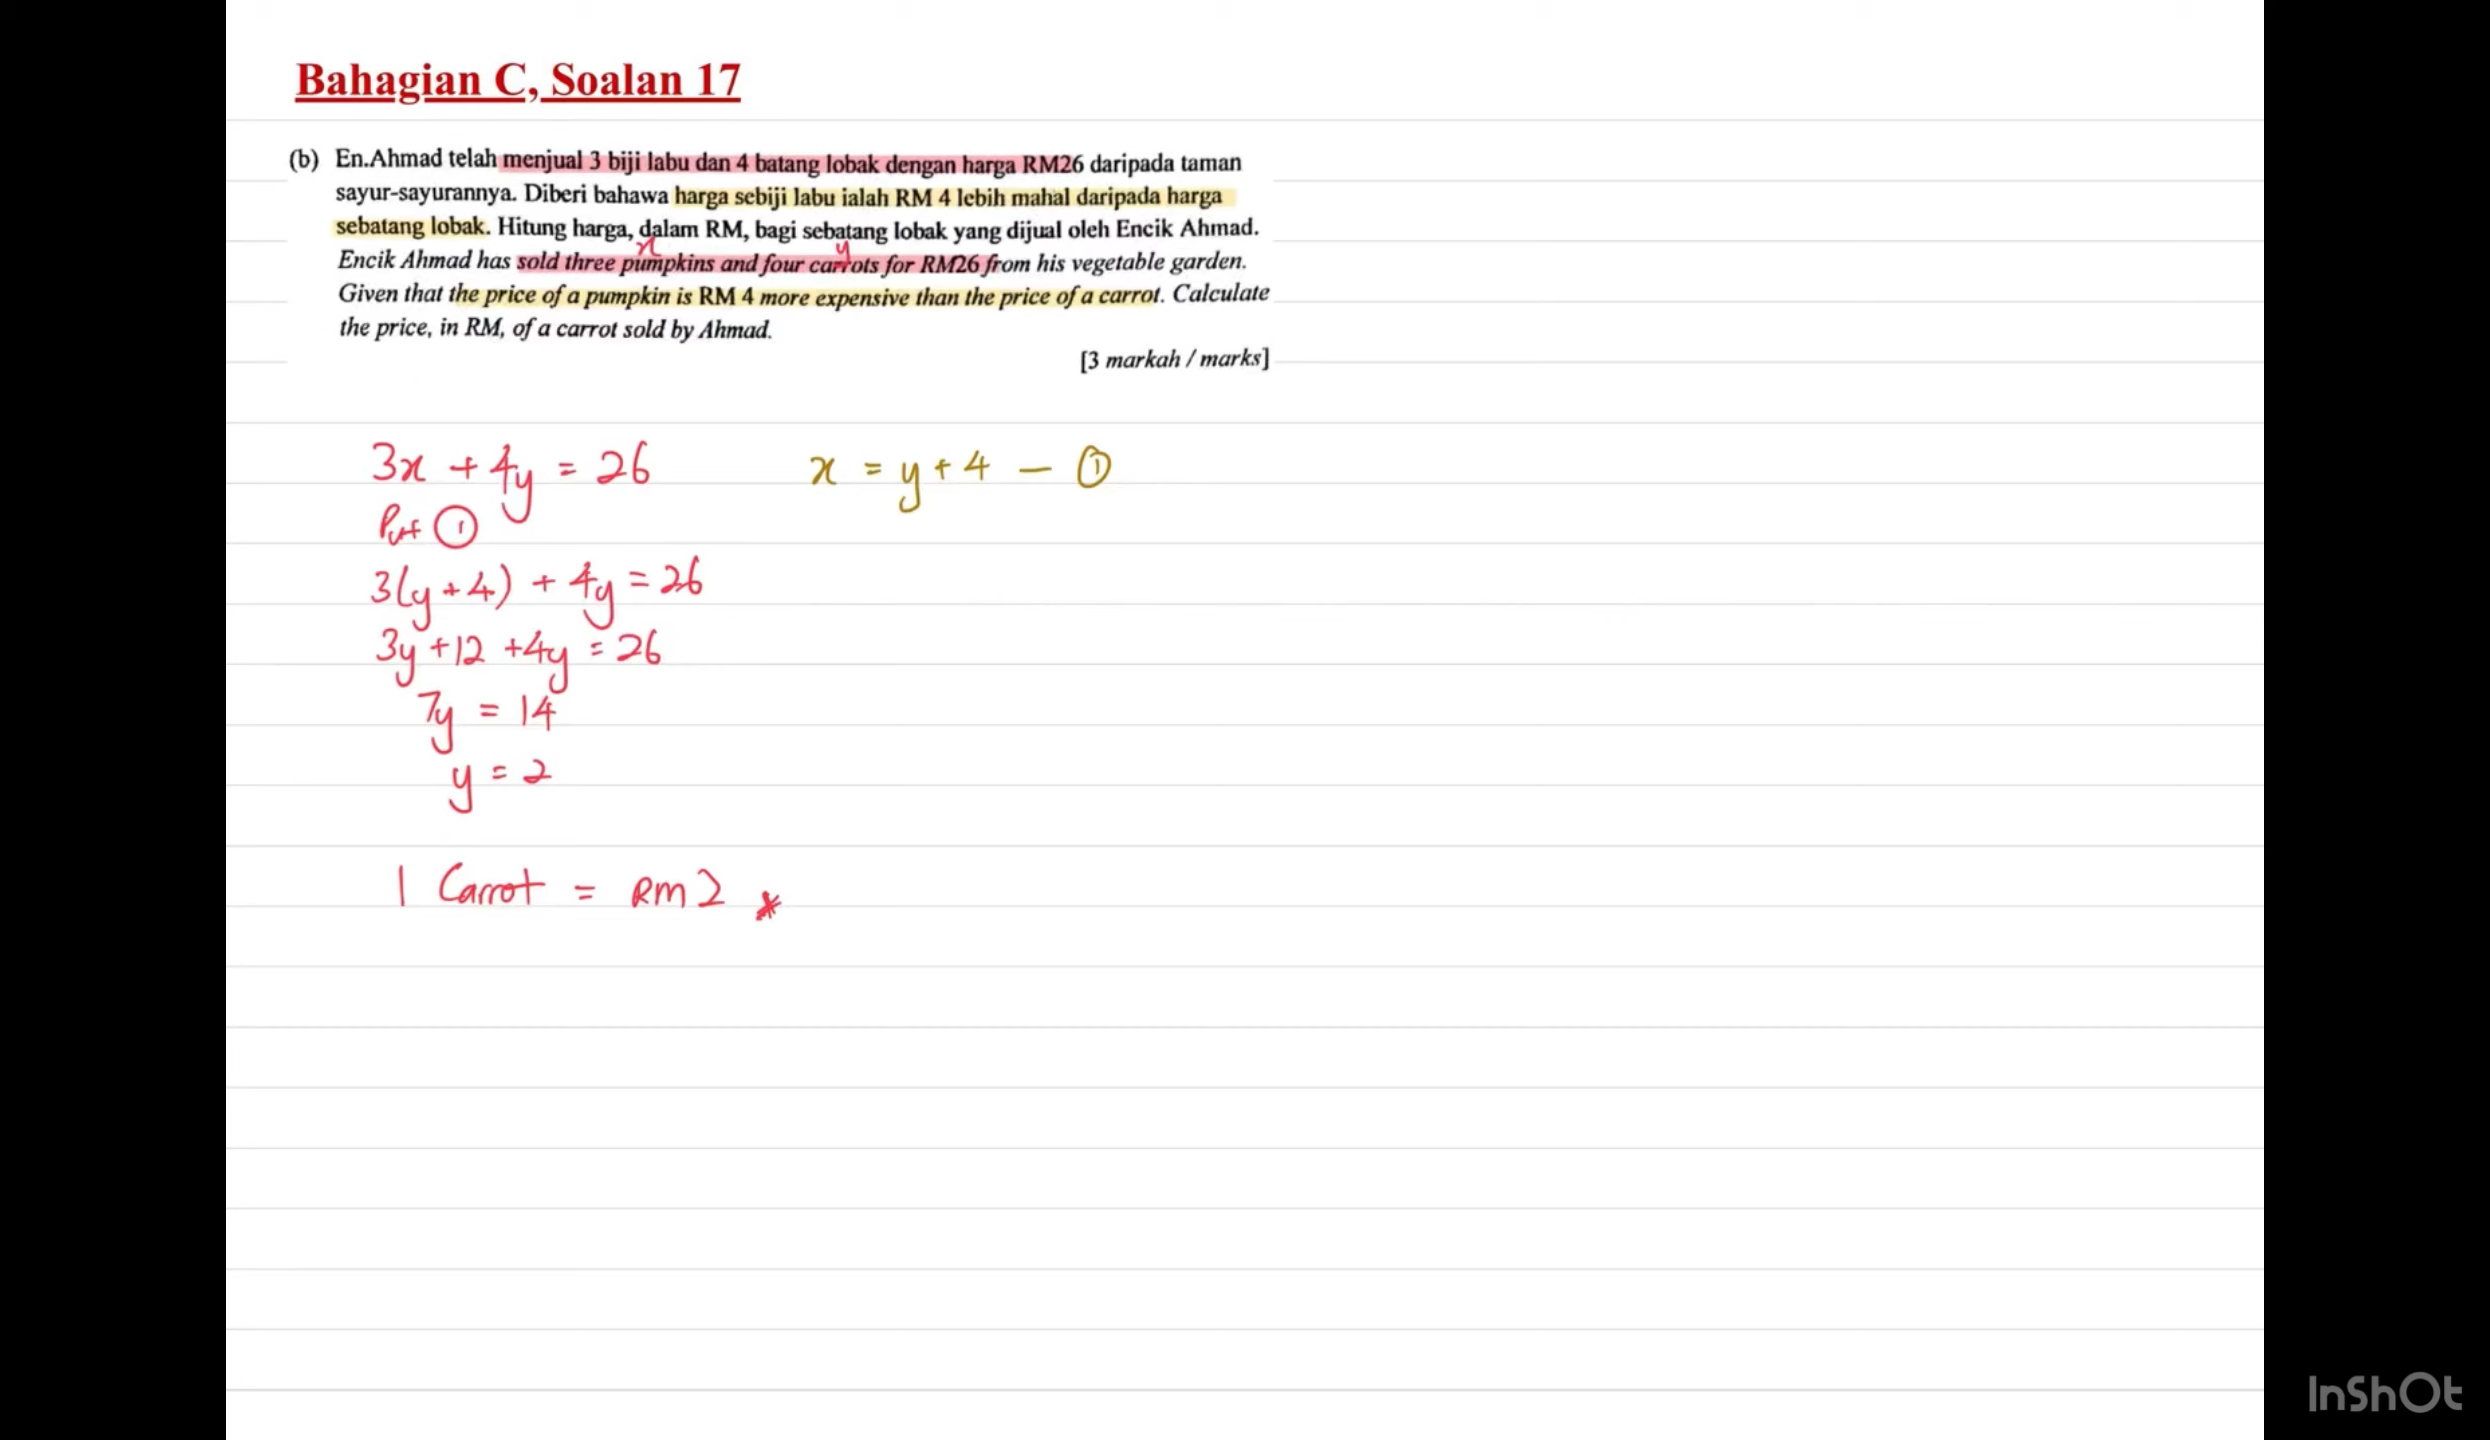 Bahagian C, Soalan 17
(b) En.Ahmad telah menjual 3 biji labu dan 4 batang lobak dengan harga RM26 daripada taman
sayur-sayurannya. Diberi bahawa harga sebiji labu ialah RM 4 lebih mahal daripada harga
sebatang lobak. Hitung harga, dalam RM, bagi sebatang lobak yang dijual oleh Encik Ahmad.
x y
Encik Ahmad has sold three pumpkins and four carrots for RM26 from his vegetable garden.
Given that the price of a pumpkin is RM 4 more expensive than the price of a carrot. Calculate
the price, in RM, of a carrot sold by Ahmad.
[3 markah / marks]
3x + 4y = 26 x = y + 4 — ①
Put ①
3(y + 4) + 4y = 26
3y + 12 + 4y = 26
7y = 14
y = 2
1 Carrot = RM 2 *
InShOt